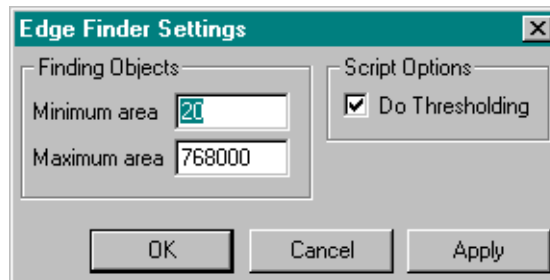 Edge Finder Settings
Finding Objects
Minimum area 20
Maximum area 768000
Script Options
Do Thresholding
OK Cancel Apply